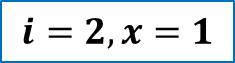 i = 2, x = 1